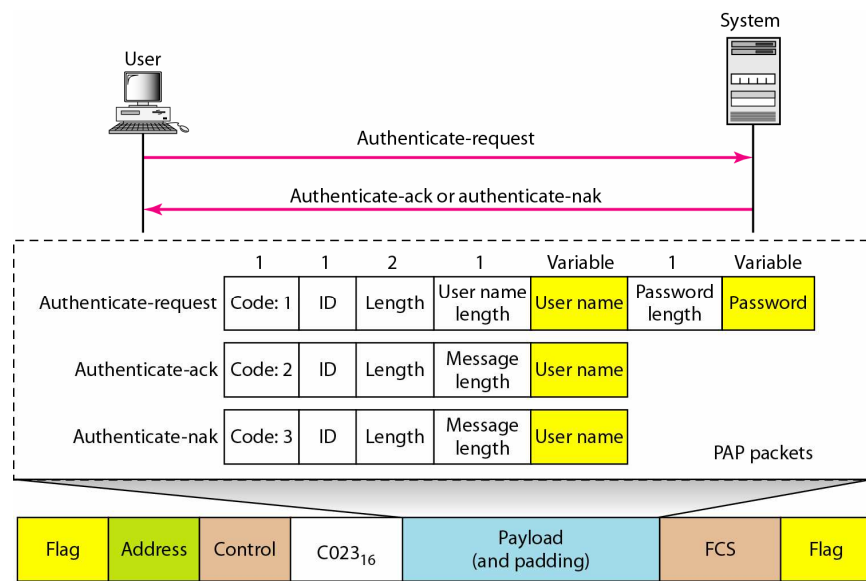 System
User
Authenticate-request
Authenticate-ack or authenticate-nak
1 1 2 1 Variable 1 Variable
Authenticate-request
Code: 1
ID
Length
User name
length
User name
Password
length
Password
Authenticate-ack
Code: 2
ID
Length
Message
length
User name
Authenticate-nak
Code: 3
ID
Length
Message
length
User name
PAP packets
Flag
Address
Control
C023₁₆
Payload
(and padding)
FCS
Flag